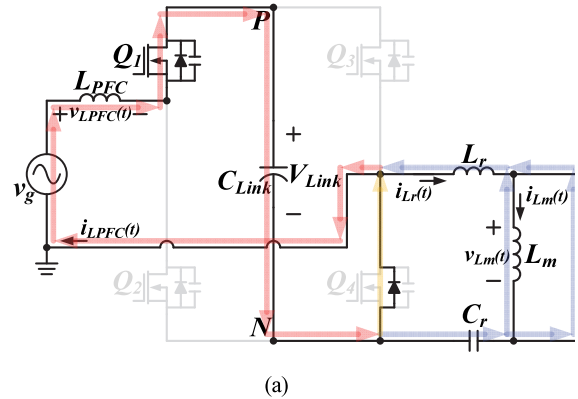 P
Q1
Q3
LPFC
+vLPFC(t)−
+
Lr
vg
CLink
VLink
iLr(t)
iLm(t)
−
+
iLPFC(t)
vLm(t)
Lm
−
Q2
Q4
Cr
N
(a)